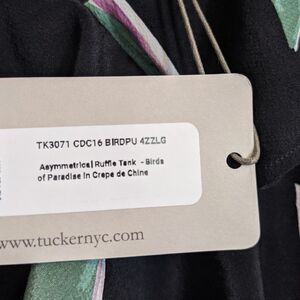 TK3071 CDC16 BIRDPU 4ZZLG
Asymmetrical Ruffle Tank - Birds
of Paradise in Crepe de Chine
www.tuckernyc.com